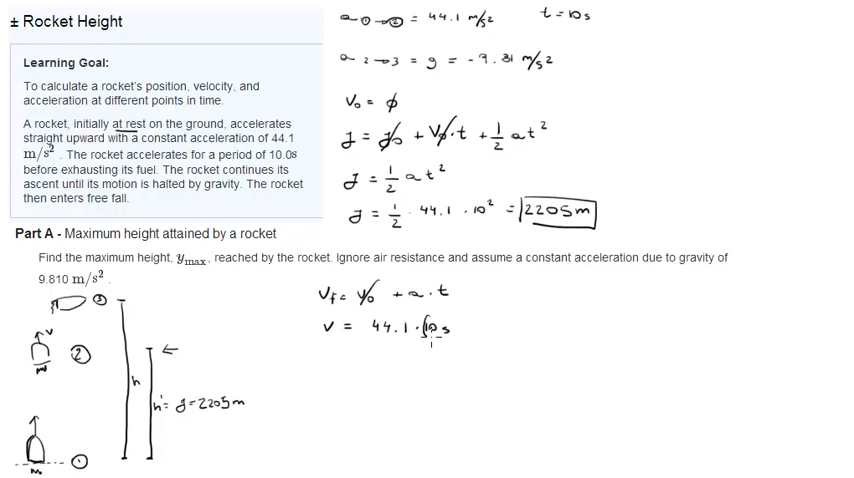 ± Rocket Height
Learning Goal:
To calculate a rocket's position, velocity, and
acceleration at different points in time.
A rocket, initially at rest on the ground, accelerates
straight upward with a constant acceleration of 44.1
m/s² . The rocket accelerates for a period of 10.0s
before exhausting its fuel. The rocket continues its
ascent until its motion is halted by gravity. The rocket
then enters free fall.
a ①→② = 44.1 m/s² t = 10s
a 2→3 = g = -9.81 m/s²
V₀ = ϕ
y = y₀ + V₀·t + 1/2 at²
y = 1/2 at²
y = 1/2 · 44.1 · 10² = 2205m
Part A - Maximum height attained by a rocket
Find the maximum height, ymax, reached by the rocket. Ignore air resistance and assume a constant acceleration due to gravity of
9.810 m/s² .
Vf = V₀ + a·t
V = 44.1 · 10s
③
V
②
h
h' = y = 2205m
①